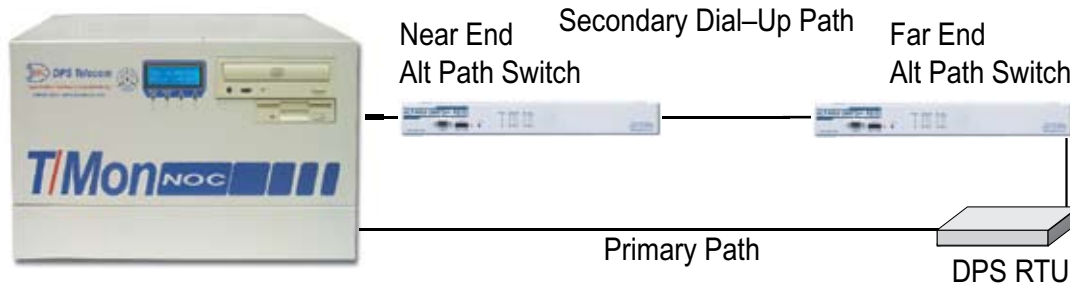 Secondary Dial–Up Path
Near End
Alt Path Switch
Far End
Alt Path Switch
DPS Telecom
T/Mon NOC
Primary Path
DPS RTU